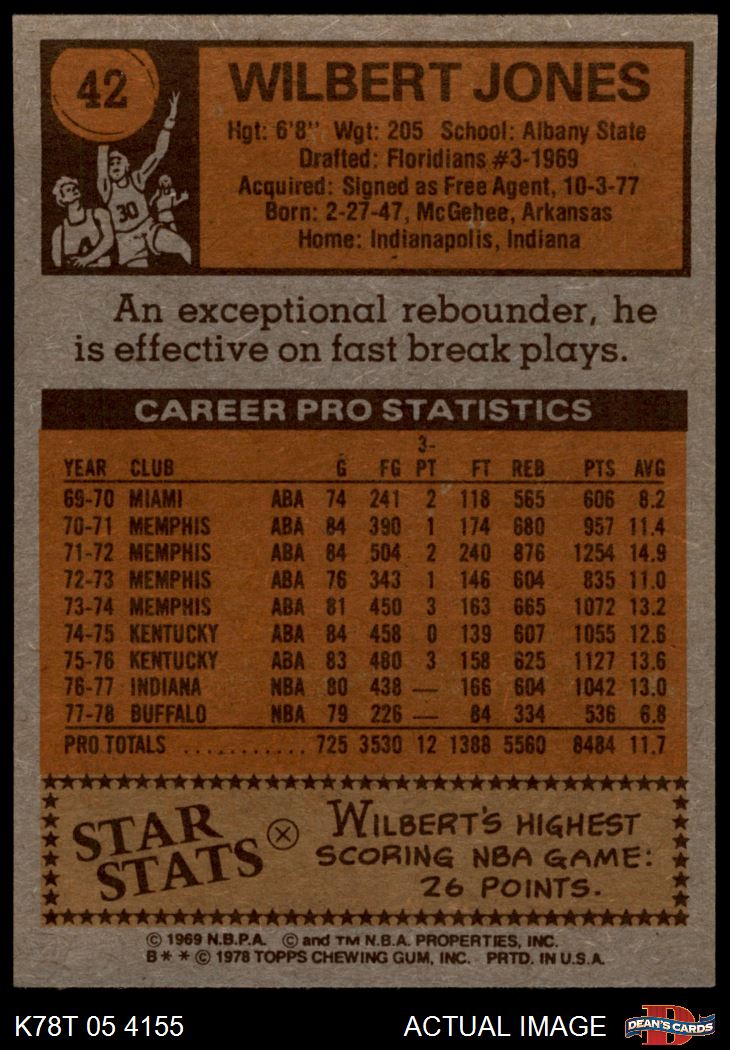 42
WILBERT JONES
Hgt: 6'8" Wgt: 205 School: Albany State
Drafted: Floridians #3-1969
Acquired: Signed as Free Agent, 10-3-77
Born: 2-27-47, McGehee, Arkansas
Home: Indianapolis, Indiana
30
An exceptional rebounder, he
is effective on fast break plays.
CAREER PRO STATISTICS
YEAR CLUB G FG 3-PT FT REB PTS AVG
69-70 MIAMI ABA 74 241 2 118 565 606 8.2
70-71 MEMPHIS ABA 84 390 1 174 680 957 11.4
71-72 MEMPHIS ABA 84 504 2 240 876 1254 14.9
72-73 MEMPHIS ABA 76 343 1 146 604 835 11.0
73-74 MEMPHIS ABA 81 450 3 163 665 1072 13.2
74-75 KENTUCKY ABA 84 458 0 139 607 1055 12.6
75-76 KENTUCKY ABA 83 480 3 158 625 1127 13.6
76-77 INDIANA NBA 80 438 — 166 604 1042 13.0
77-78 BUFFALO NBA 79 226 — 84 334 536 6.8
PRO TOTALS ........... 725 3530 12 1388 5560 8484 11.7
STAR
STATS
WILBERT'S HIGHEST
SCORING NBA GAME:
26 POINTS.
© 1969 N.B.P.A. © and TM N.B.A. PROPERTIES, INC.
B** © 1978 TOPPS CHEWING GUM, INC. PRTD. IN U.S.A.
K78T 05 4155 ACTUAL IMAGE
D
DEAN'S CARDS